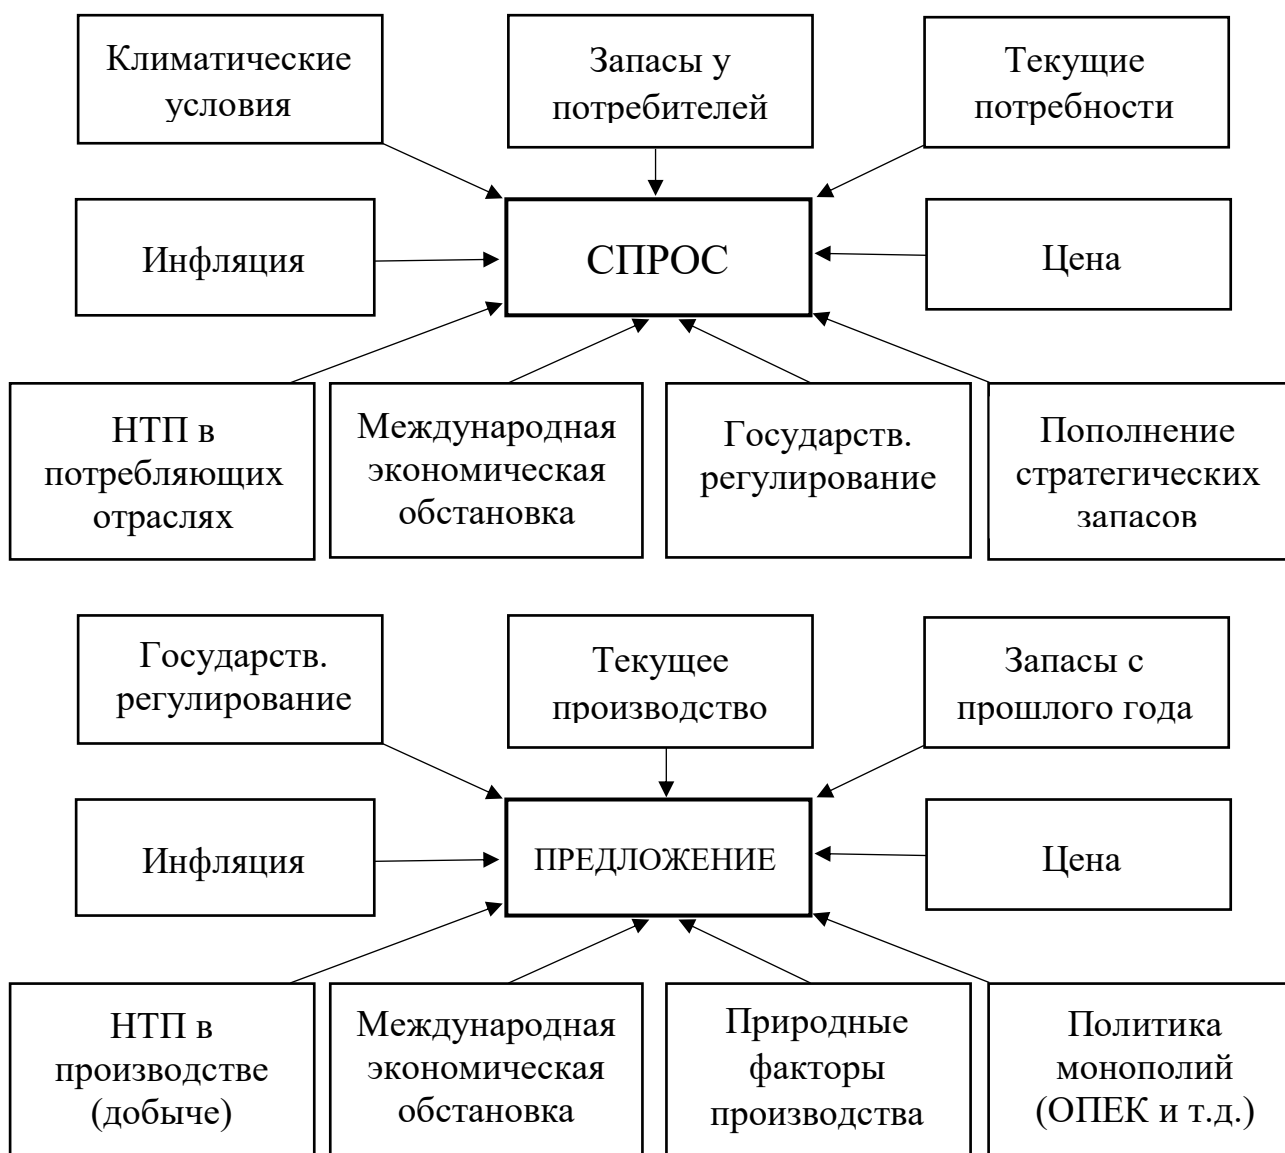 Климатические
условия
Запасы у
потребителей
Текущие
потребности
Инфляция
СПРОС
Цена
НТП в
потребляющих
отраслях
Международная
экономическая
обстановка
Государств.
регулирование
Пополнение
стратегических
запасов
Государств.
регулирование
Текущее
производство
Запасы с
прошлого года
Инфляция
ПРЕДЛОЖЕНИЕ
Цена
НТП в
производстве
(добыче)
Международная
экономическая
обстановка
Природные
факторы
производства
Политика
монополий
(ОПЕК и т.д.)